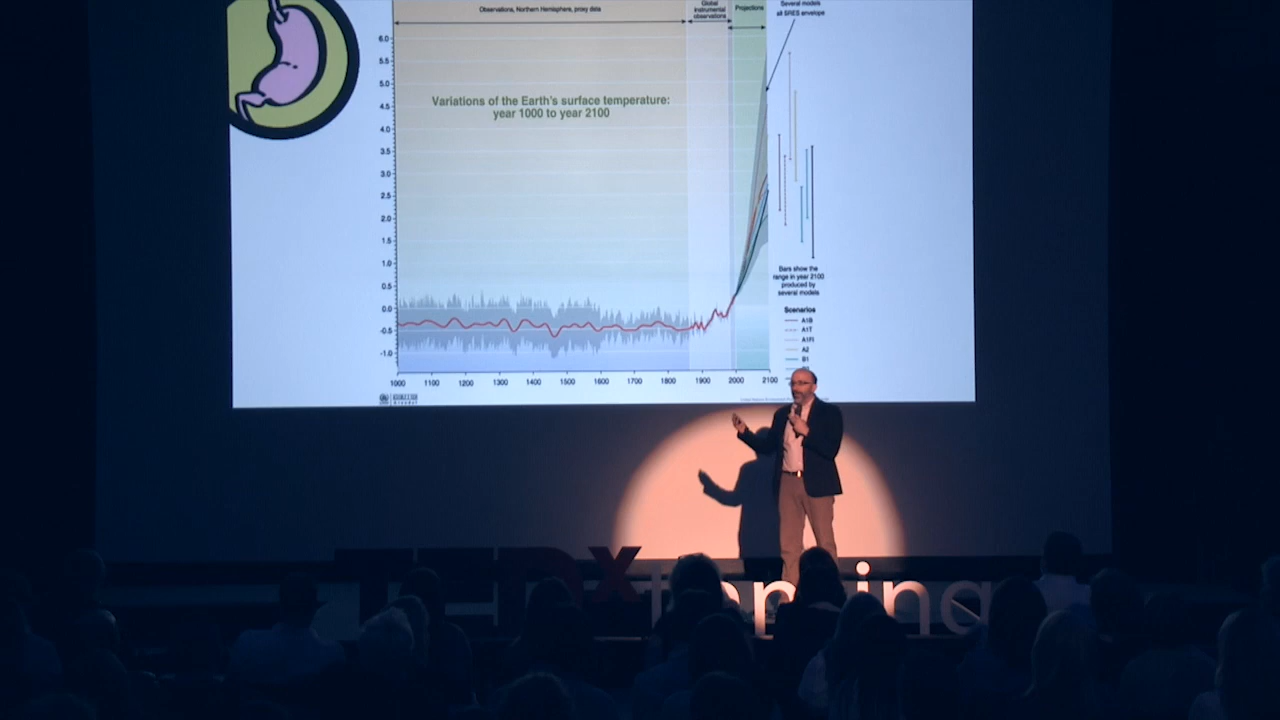 Observations, Northern Hemisphere, proxy data
Global
instrumental
observations
Projections
Several models
all SRES envelope
6.0
5.5
5.0
4.5
4.0
3.5
3.0
2.5
2.0
1.5
1.0
0.5
0.0
-0.5
-1.0
Variations of the Earth's surface temperature:
year 1000 to year 2100
Bars show the
range in year 2100
produced by
several models
Scenarios
A1B
A1T
A1FI
A2
B1
1000 1100 1200 1300 1400 1500 1600 1700 1800 1900 2000 2100
TEDx